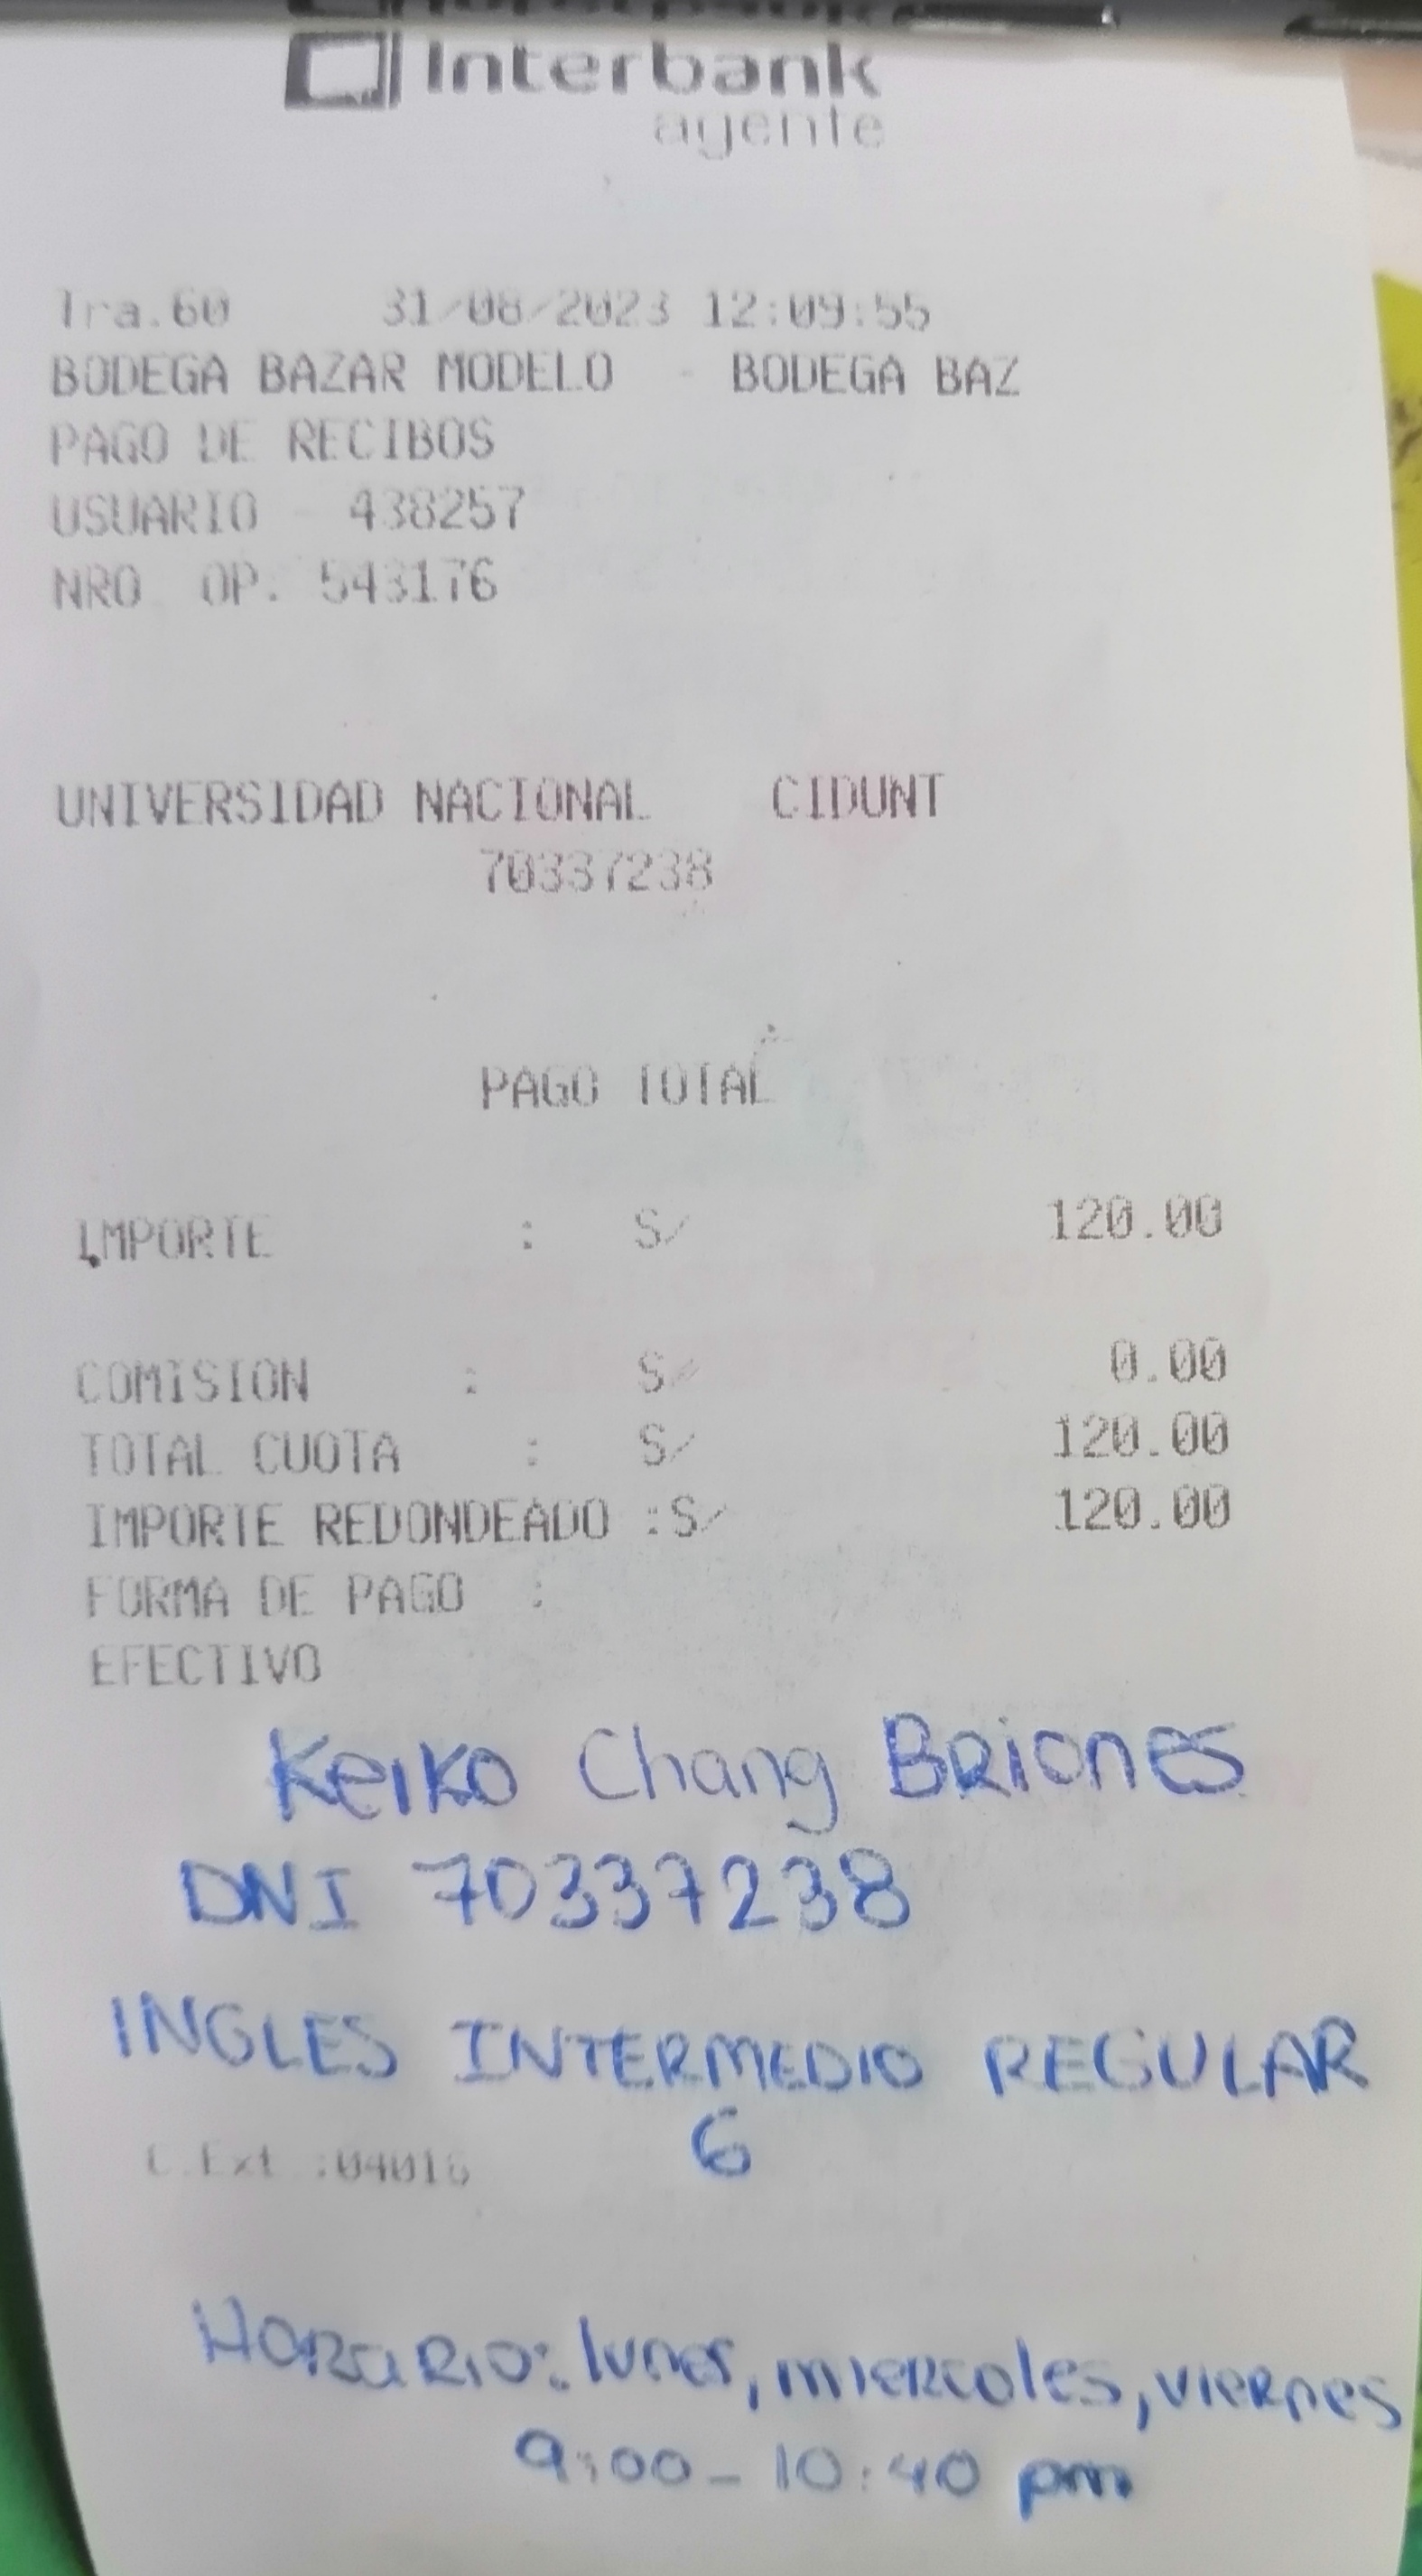 Interbank
agente
Tra.60 31/08/2023 12:09:55
BODEGA BAZAR MODELO - BODEGA BAZ
PAGO DE RECIBOS
USUARIO - 438257
NRO OP. 543176
UNIVERSIDAD NACIONAL CIDUNT
70337238
PAGO TOTAL
IMPORTE : S/ 120.00
COMISION : S/ 0.00
TOTAL CUOTA : S/ 120.00
IMPORTE REDONDEADO :S/ 120.00
FORMA DE PAGO :
EFECTIVO
Keiko Chang Briones
DNI 70337238
INGLES INTERMEDIO REGULAR
6
C.Ext :04016
Horario: lunes, miercoles, viernes
9:00 - 10:40 pm